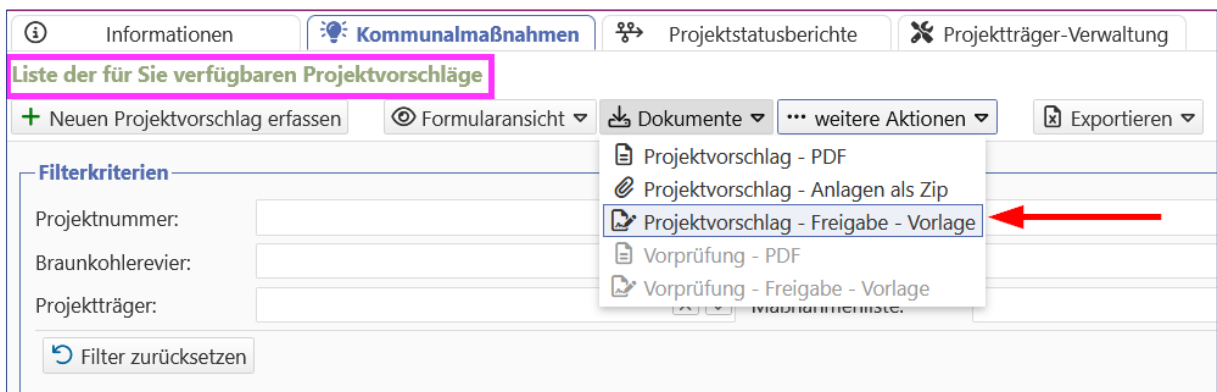 Informationen Kommunalmaßnahmen Projektstatusberichte Projektträger-Verwaltung
Liste der für Sie verfügbaren Projektvorschläge
Neuen Projektvorschlag erfassen Formularansicht Dokumente weitere Aktionen Exportieren
Projektvorschlag - PDF
Filterkriterien
Projektvorschlag - Anlagen als Zip
Projektnummer: Projektvorschlag - Freigabe - Vorlage
Braunkohlerevier: Vorprüfung - PDF
Vorprüfung - Freigabe - Vorlage
Projektträger: Maßnahmenliste:
Filter zurücksetzen